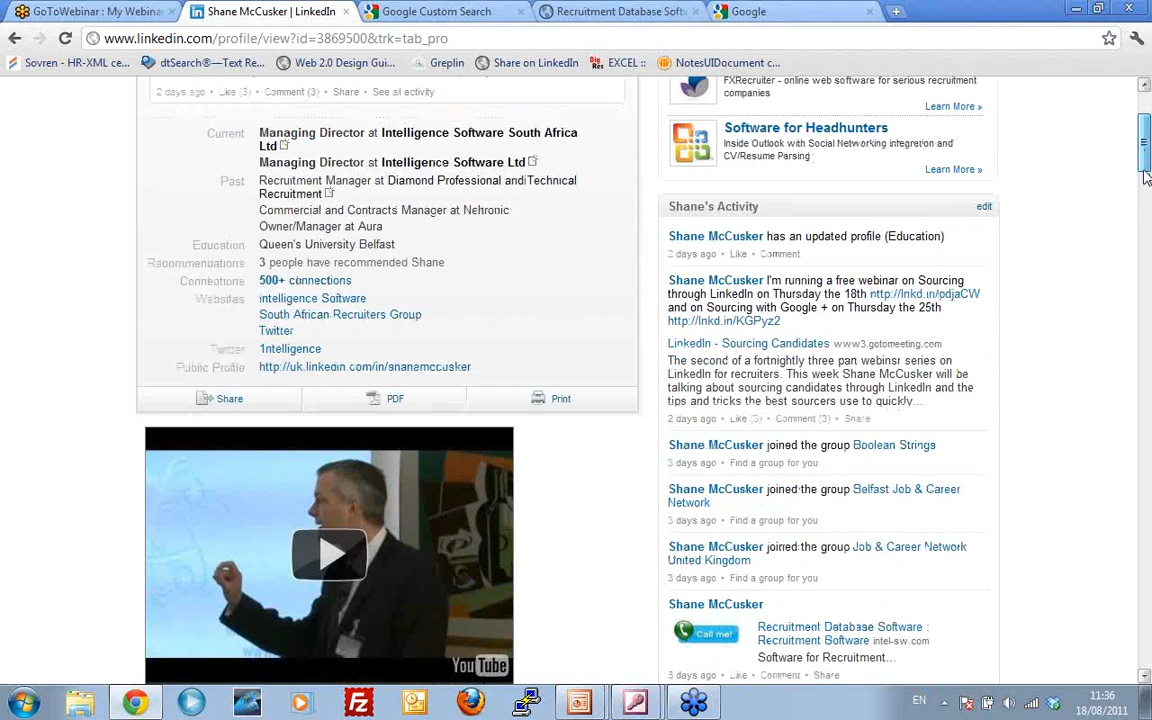 GoToWebinar : My Webinar
Shane McCusker | LinkedIn
Google Custom Search
Recruitment Database Softw
Google
www.linkedin.com/profile/view?id=3869500&trk=tab_pro
Sovren - HR-XML ce...
dtSearch®—Text Re...
Web 2.0 Design Gui...
Greplin
Share on LinkedIn
EXCEL ::
NotesUIDocument c...
2 days ago • Like (3) • Comment (3) • Share • See all activity
Current
Managing Director at Intelligence Software South Africa
Ltd
Managing Director at Intelligence Software Ltd
Past
Recruitment Manager at Diamond Professional and Technical
Recruitment
Commercial and Contracts Manager at Nehronic
Owner/Manager at Aura
Education
Queen's University Belfast
Recommendations
3 people have recommended Shane
Connections
500+ connections
Websites
Intelligence Software
South African Recruiters Group
Twitter
Twitter
1ntelligence
Public Profile
http://uk.linkedin.com/in/shanemccusker
Share
PDF
Print
YouTube
FXRecruiter - online web software for serious recruitment
companies
Learn More »
Software for Headhunters
Inside Outlook with Social Networking integration and
CV/Resume Parsing
Learn More »
Shane's Activity
edit
Shane McCusker has an updated profile (Education)
2 days ago • Like • Comment
Shane McCusker I'm running a free webinar on Sourcing
through LinkedIn on Thursday the 18th http://lnkd.in/pdjaCW
and on Sourcing with Google + on Thursday the 25th
http://lnkd.in/KGPyz2
LinkedIn - Sourcing Candidates www3.gotomeeting.com
The second of a fortnightly three part webinar series on
LinkedIn for recruiters. This week Shane McCusker will be
talking about sourcing candidates through LinkedIn and the
tips and tricks the best sourcers use to quickly...
2 days ago • Like (3) • Comment (3) • Share
Shane McCusker joined the group Boolean Strings
3 days ago • Find a group for you
Shane McCusker joined the group Belfast Job & Career
Network
3 days ago • Find a group for you
Shane McCusker joined the group Job & Career Network
United Kingdom
3 days ago • Find a group for you
Shane McCusker
Call me!
Recruitment Database Software :
Recruitment Software intel-sw.com
Software for Recruitment...
3 days ago • Like • Comment • Share
EN
11:36
18/08/2011